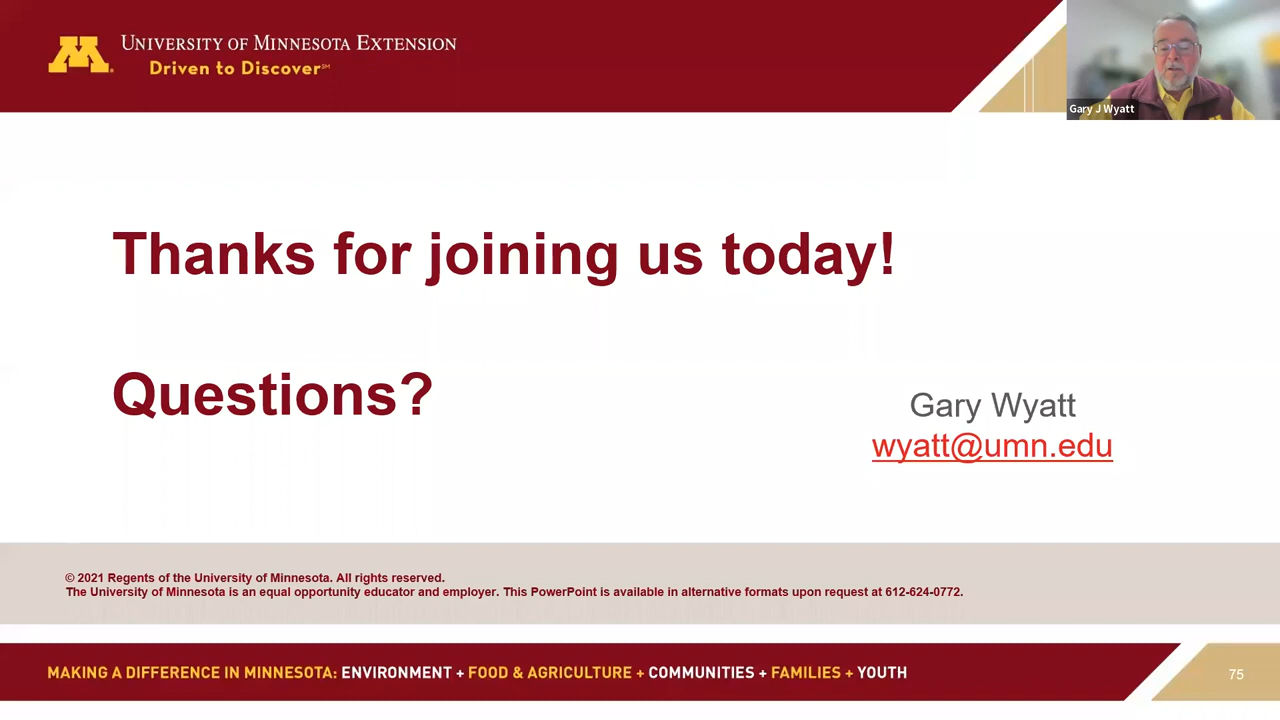 UNIVERSITY OF MINNESOTA EXTENSION
Driven to Discover℠
Gary J Wyatt
Thanks for joining us today!
Questions?
Gary Wyatt
wyatt@umn.edu
© 2021 Regents of the University of Minnesota. All rights reserved.
The University of Minnesota is an equal opportunity educator and employer. This PowerPoint is available in alternative formats upon request at 612-624-0772.
MAKING A DIFFERENCE IN MINNESOTA: ENVIRONMENT + FOOD & AGRICULTURE + COMMUNITIES + FAMILIES + YOUTH
75